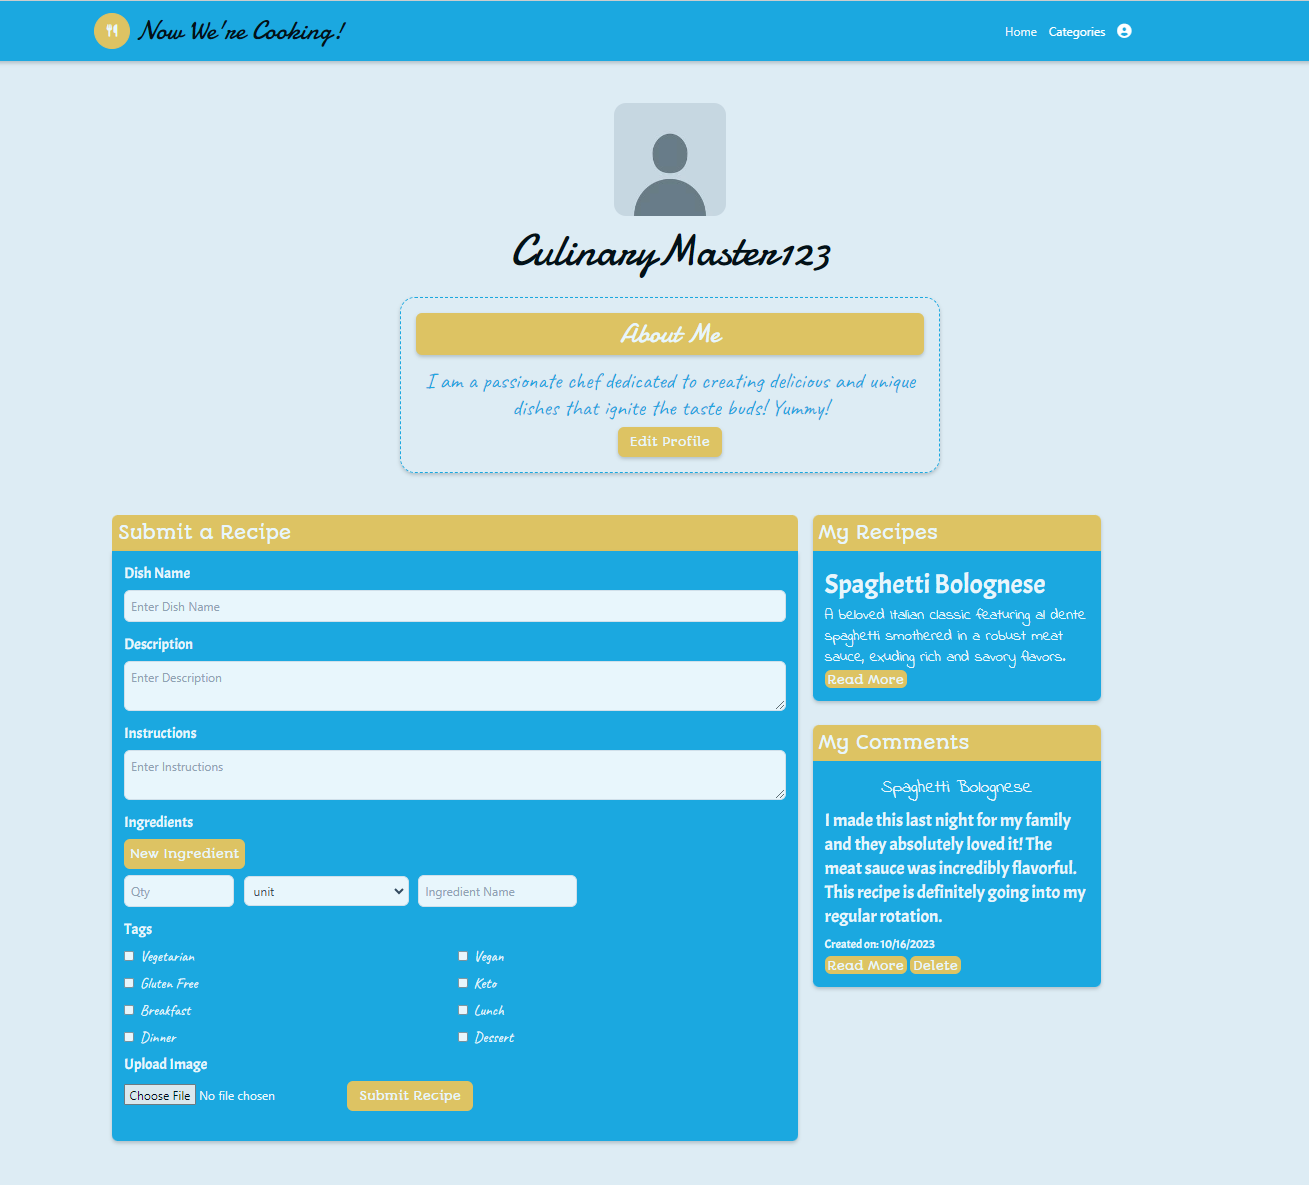 Now We're Cooking!
Home Categories
CulinaryMaster123
About Me
I am a passionate chef dedicated to creating delicious and unique
dishes that ignite the taste buds! Yummy!
Edit Profile
Submit a Recipe
Dish Name
Enter Dish Name
Description
Enter Description
Instructions
Enter Instructions
Ingredients
New Ingredient
Qty unit Ingredient Name
Tags
Vegetarian Vegan
Gluten Free Keto
Breakfast Lunch
Dinner Dessert
Upload Image
Choose File No file chosen Submit Recipe
My Recipes
Spaghetti Bolognese
A beloved Italian classic featuring al dente
spaghetti smothered in a robust meat
sauce, exuding rich and savory flavors.
Read More
My Comments
Spaghetti Bolognese
I made this last night for my family
and they absolutely loved it! The
meat sauce was incredibly flavorful.
This recipe is definitely going into my
regular rotation.
Created on: 10/16/2023
Read More Delete